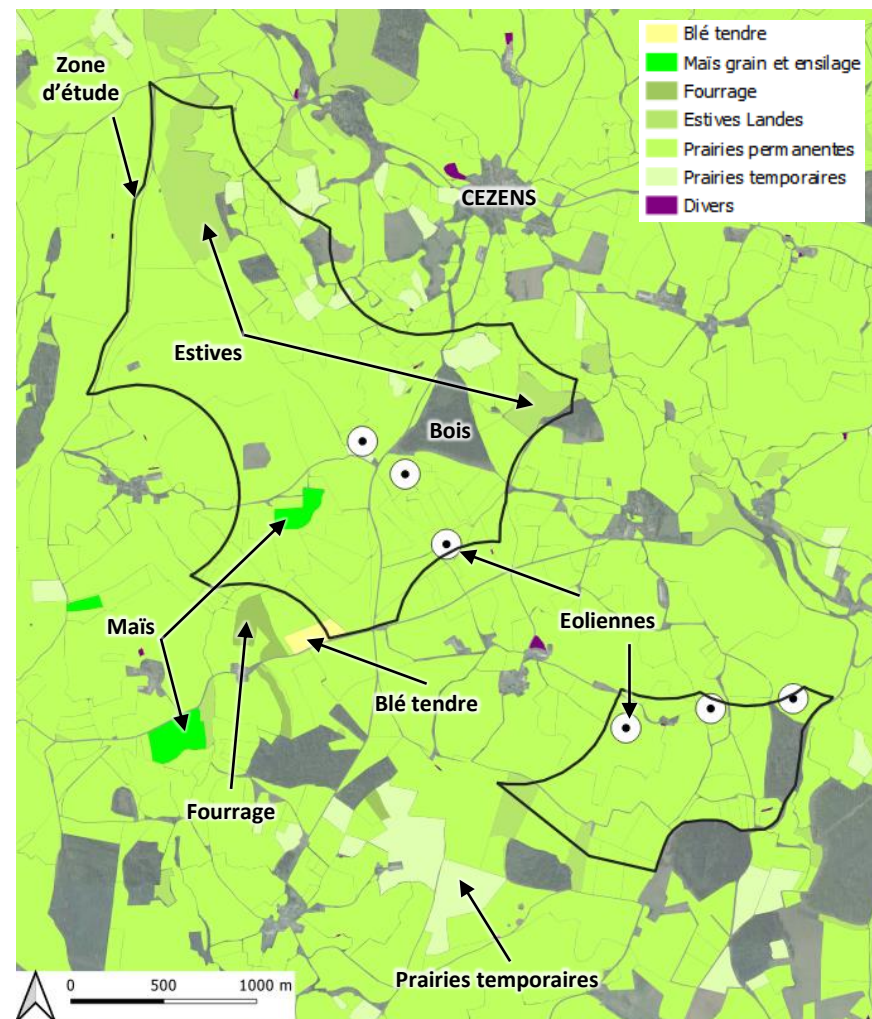 Blé tendre
Maïs grain et ensilage
Fourrage
Estives Landes
Prairies permanentes
Prairies temporaires
Divers
Zone
d'étude
CEZENS
Estives
Bois
Maïs
Eoliennes
Blé tendre
Fourrage
Prairies temporaires
0 500 1000 m